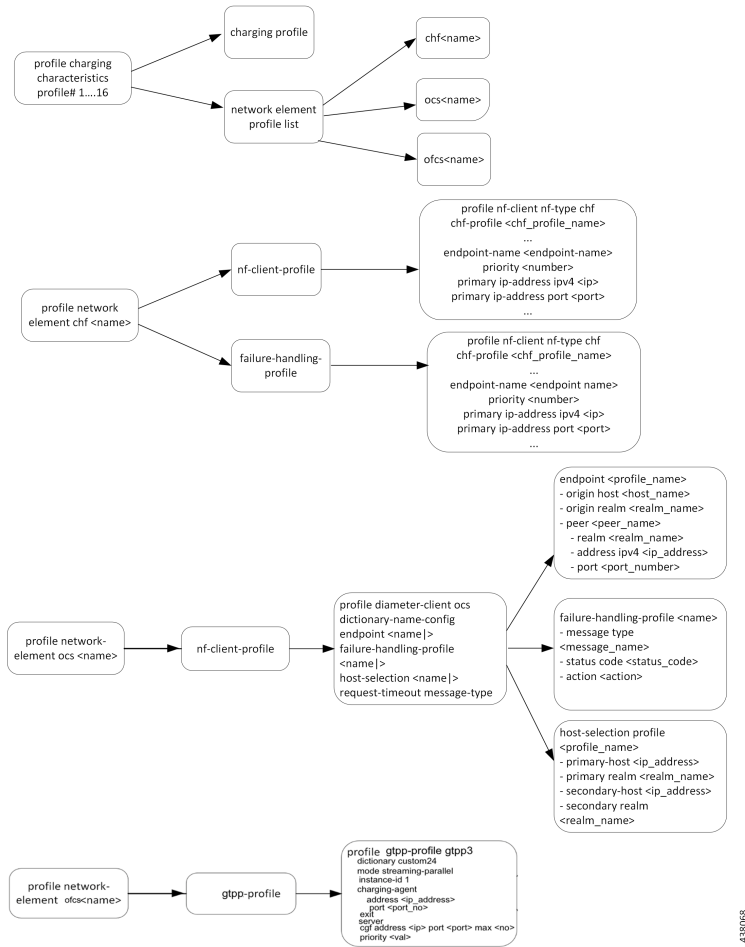 charging profile
profile charging
characteristics
profile# 1....16
network element
profile list
chf<name>
ocs<name>
ofcs<name>
profile network
element chf <name>
nf-client-profile
failure-handling-
profile
profile nf-client nf-type chf
chf-profile <chf_profile_name>
...
endpoint-name <endpoint-name>
priority <number>
primary ip-address ipv4 <ip>
primary ip-address port <port>
...
profile nf-client nf-type chf
chf-profile <chf_profile_name>
...
endpoint-name <endpoint name>
priority <number>
primary ip-address ipv4 <ip>
primary ip-address port <port>
...
profile network-
element ocs <name>
nf-client-profile
profile diameter-client ocs
dictionary-name-config
endpoint <name|>
failure-handling-profile
<name|>
host-selection <name|>
request-timeout message-type
endpoint <profile_name>
- origin host <host_name>
- origin realm <realm_name>
- peer <peer_name>
- realm <realm_name>
- address ipv4 <ip_address>
- port <port_number>
failure-handling-profile <name>
- message type
<message_name>
- status code <status_code>
- action <action>
host-selection profile
<profile_name>
- primary-host <ip_address>
- primary realm <realm_name>
- secondary-host <ip_address>
- secondary realm
<realm_name>
profile network-
element ofcs<name>
gtpp-profile
profile gtpp-profile gtpp3
dictionary custom24
mode streaming-parallel
instance-id 1
charging-agent
address <ip_address>
port <port_no>
exit
server
cgf address <ip> port <port> max <no>
priority <val>
438068